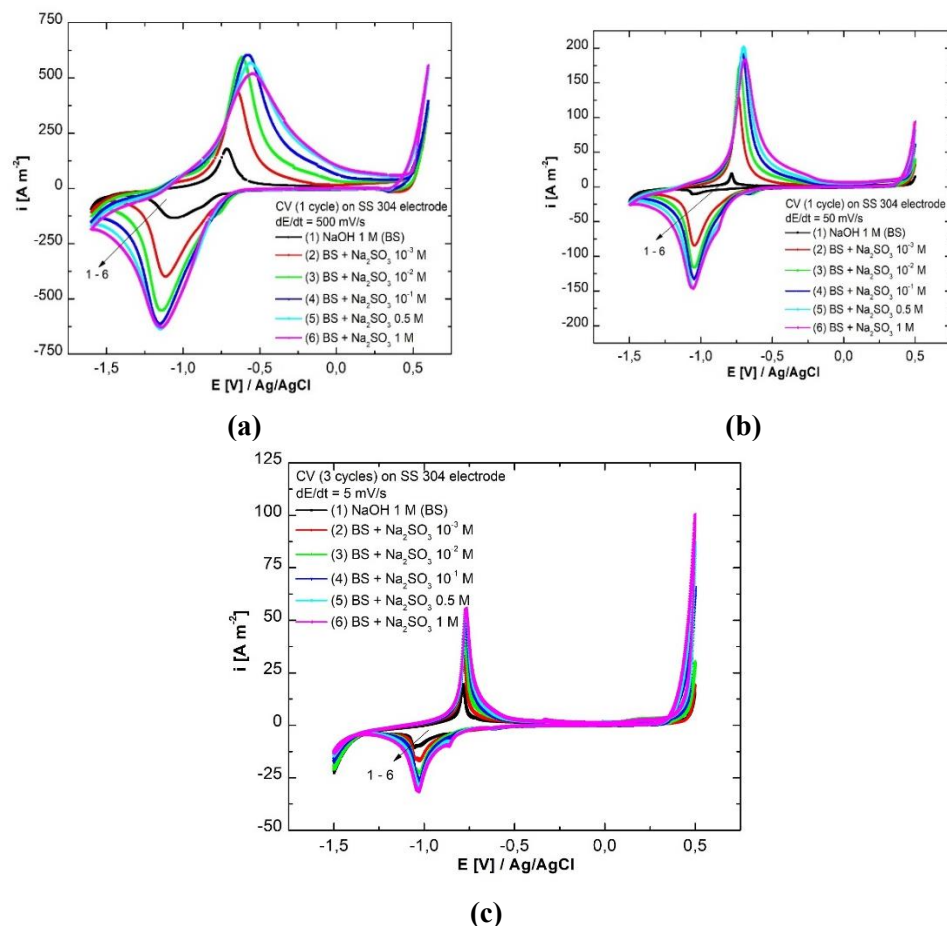 750
500
250
0
-250
-500
-750
i [A m⁻²]
CV (1 cycle) on SS 304 electrode
dE/dt = 500 mV/s
(1) NaOH 1 M (BS)
(2) BS + Na₂SO₃ 10⁻³ M
(3) BS + Na₂SO₃ 10⁻² M
(4) BS + Na₂SO₃ 10⁻¹ M
(5) BS + Na₂SO₃ 0.5 M
(6) BS + Na₂SO₃ 1 M
1 - 6
-1,5 -1,0 -0,5 0,0 0,5
E [V] / Ag/AgCl
(a)
200
150
100
50
0
-50
-100
-150
-200
i [A m⁻²]
CV (1 cycle) on SS 304 electrode
dE/dt = 50 mV/s
(1) NaOH 1 M (BS)
(2) BS + Na₂SO₃ 10⁻³ M
(3) BS + Na₂SO₃ 10⁻² M
(4) BS + Na₂SO₃ 10⁻¹ M
(5) BS + Na₂SO₃ 0.5 M
(6) BS + Na₂SO₃ 1 M
1 - 6
-1,5 -1,0 -0,5 0,0 0,5
E [V] / Ag/AgCl
(b)
125
100
75
50
25
0
-25
-50
i [A m⁻²]
CV (3 cycles) on SS 304 electrode
dE/dt = 5 mV/s
(1) NaOH 1 M (BS)
(2) BS + Na₂SO₃ 10⁻³ M
(3) BS + Na₂SO₃ 10⁻² M
(4) BS + Na₂SO₃ 10¹ M
(5) BS + Na₂SO₃ 0.5 M
(6) BS + Na₂SO₃ 1 M
1 - 6
-1,5 -1,0 -0,5 0,0 0,5
E [V] / Ag/AgCl
(c)